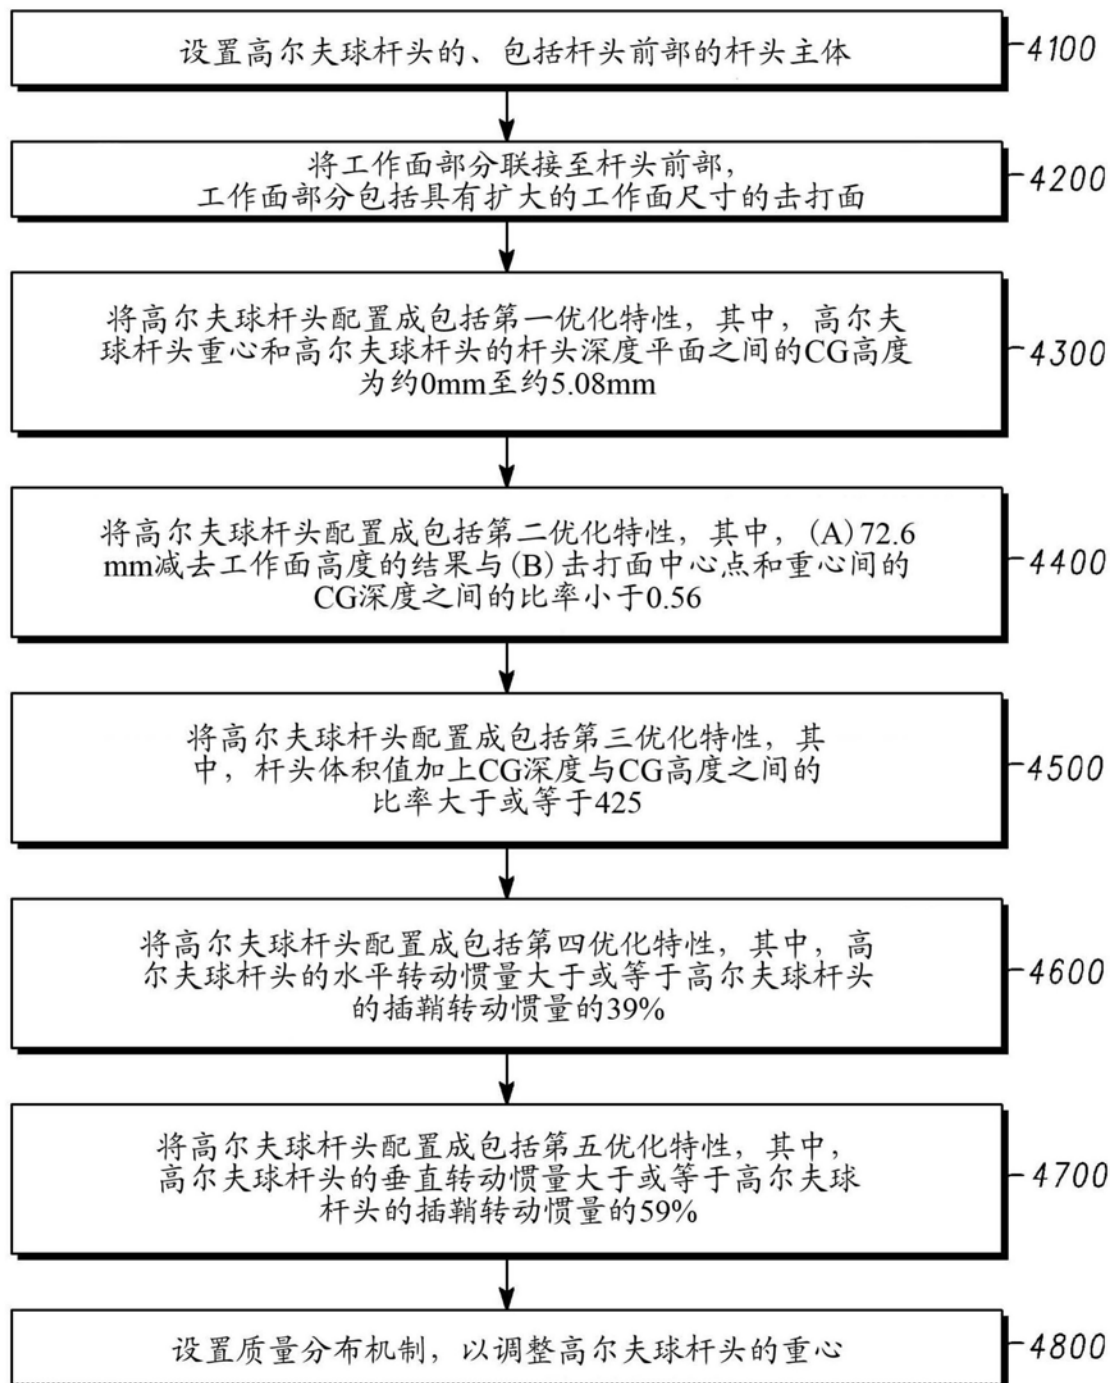 设置高尔夫球杆头的、包括杆头前部的杆头主体
4100
将工作面部分联接至杆头前部，
工作面部分包括具有扩大的工作面尺寸的击打面
4200
将高尔夫球杆头配置成包括第一优化特性，其中，高尔夫
球杆头重心和高尔夫球杆头的杆头深度平面之间的CG高度
为约0mm至约5.08mm
4300
将高尔夫球杆头配置成包括第二优化特性，其中，(A)72.6
mm减去工作面高度的结果与(B)击打面中心点和重心间的
CG深度之间的比率小于0.56
4400
将高尔夫球杆头配置成包括第三优化特性，其
中，杆头体积值加上CG深度与CG高度之间的
比率大于或等于425
4500
将高尔夫球杆头配置成包括第四优化特性，其中，高
尔夫球杆头的水平转动惯量大于或等于高尔夫球杆头
的插鞘转动惯量的39%
4600
将高尔夫球杆头配置成包括第五优化特性，其中，
高尔夫球杆头的垂直转动惯量大于或等于高尔夫球
杆头的插鞘转动惯量的59%
4700
设置质量分布机制，以调整高尔夫球杆头的重心
4800